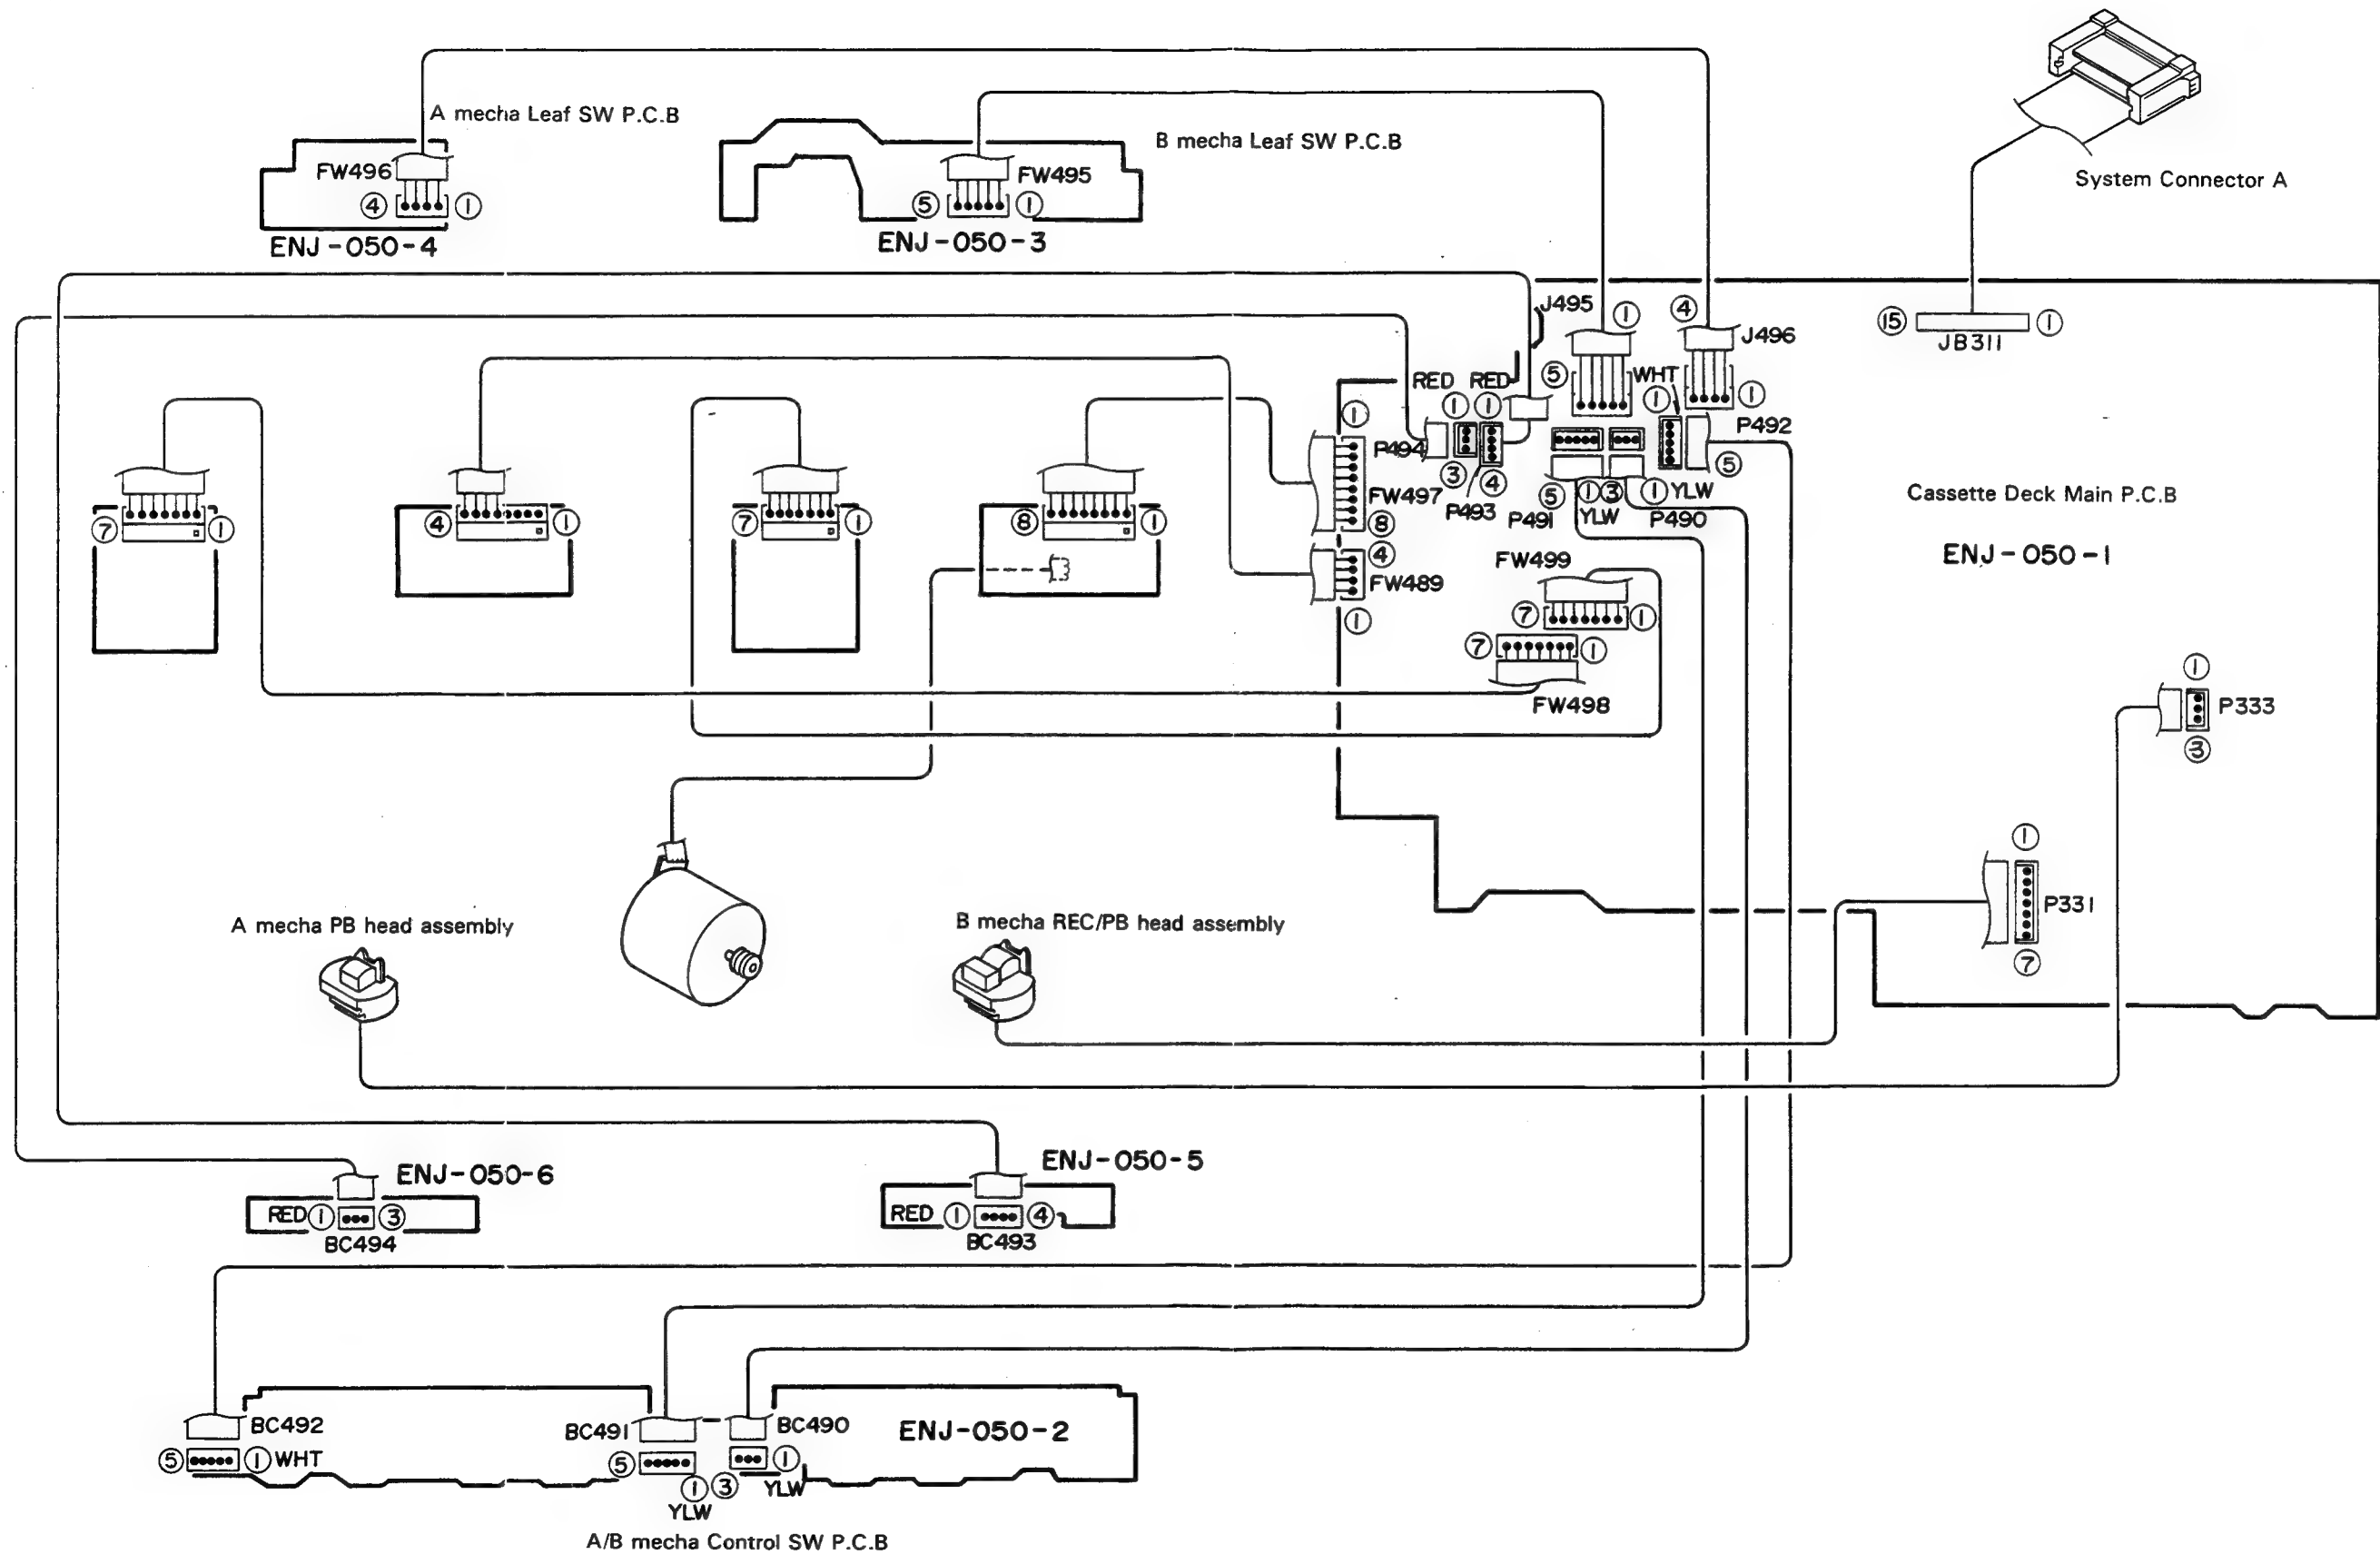 A mecha Leaf SW P.C.B
FW496
④ ①
ENJ-050-4
B mecha Leaf SW P.C.B
FW495
⑤ ①
ENJ-050-3
System Connector A
⑮ ①
JB311
J495
①
⑤
④
J496
①
WHT
①
P492
⑤
RED RED
① ①
P494
③ ④
P493
①
FW497
⑧
④
FW489
①
⑤ ① ③ ① YLW
P491 YLW P490
Cassette Deck Main P.C.B
ENJ-050-1
⑦ ①
④ ①
⑦ ①
⑧ ①
FW499
⑦ ①
⑦ ①
FW498
①
P333
③
①
P331
⑦
A mecha PB head assembly
B mecha REC/PB head assembly
ENJ-050-6
RED ① ③
BC494
ENJ-050-5
RED ① ④
BC493
BC492
⑤ ① WHT
BC491
⑤
① YLW
BC490
①
③ YLW
ENJ-050-2
A/B mecha Control SW P.C.B